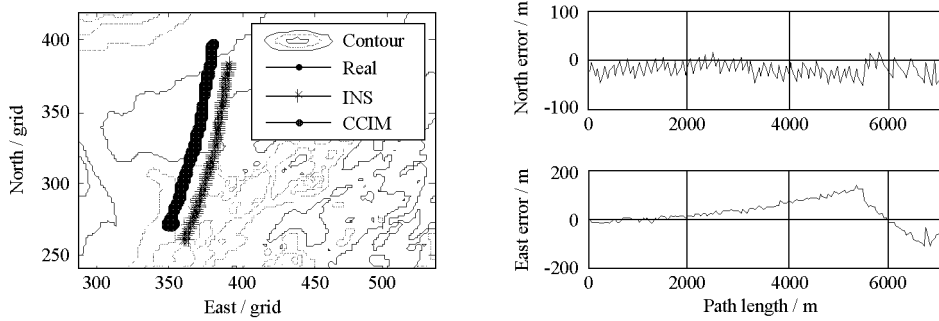 400
350
300
250
North / grid
300
350
400
450
500
East / grid
Contour
Real
INS
CCIM
100
0
-100
North error / m
0
2000
4000
6000
200
0
-200
East error / m
0
2000
4000
6000
Path length / m